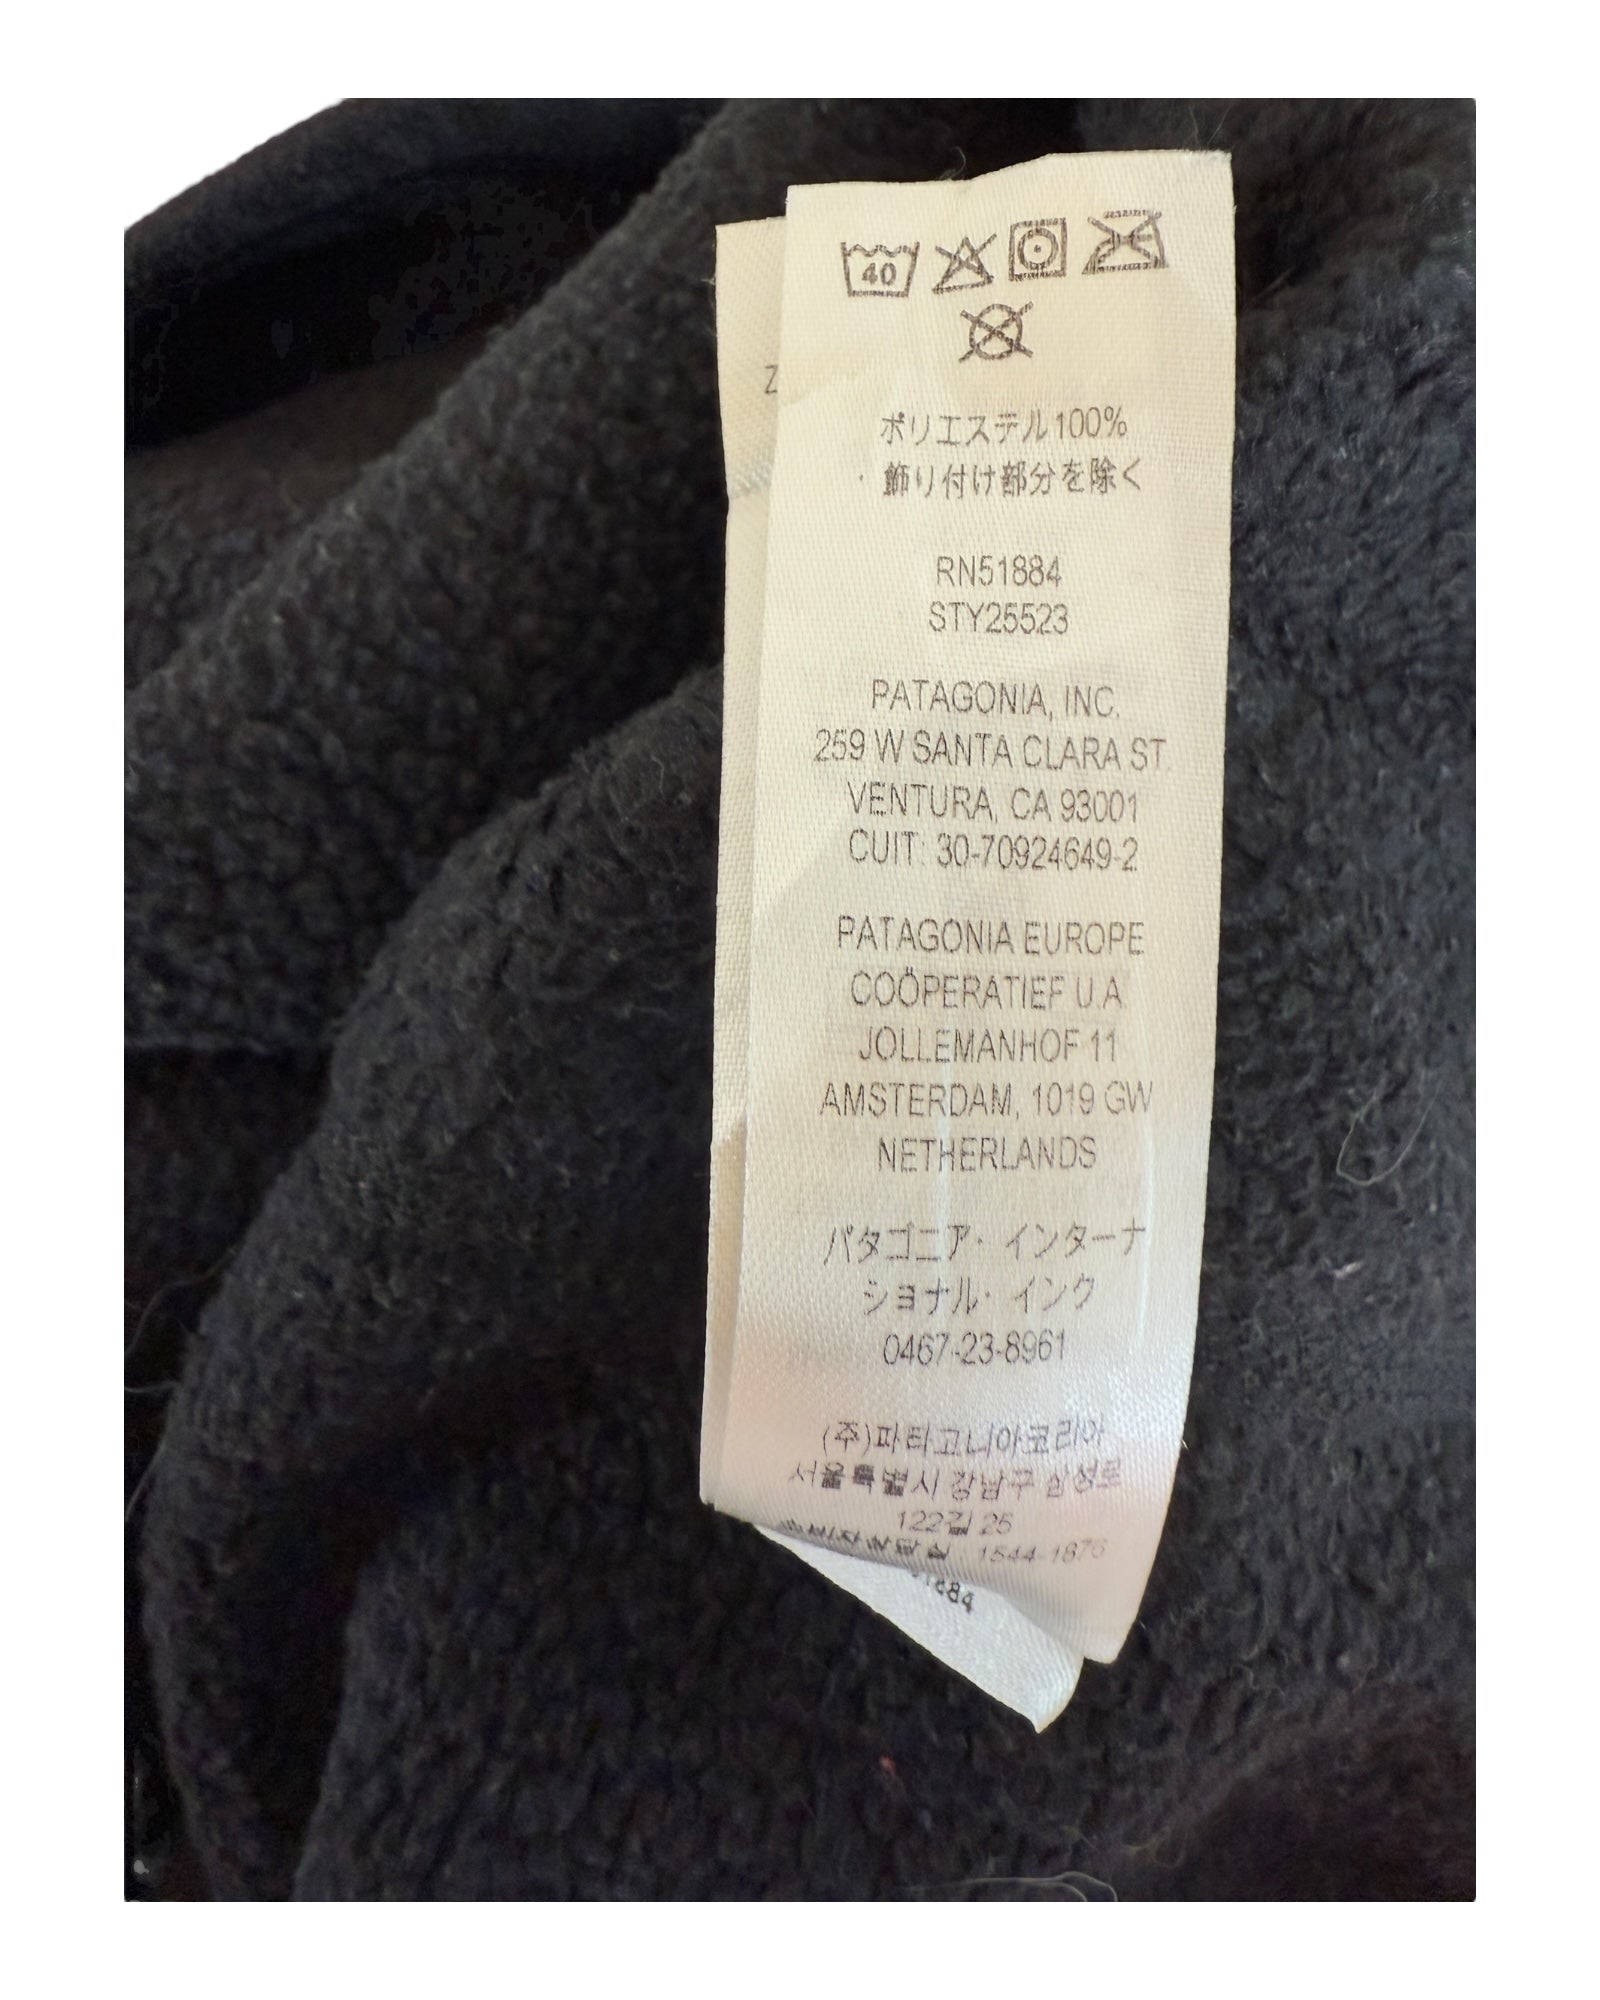 40
Z
ポリエステル100%
・飾り付け部分を除く
RN51884
STY25523
PATAGONIA, INC.
259 W SANTA CLARA ST.
VENTURA, CA 93001
CUIT: 30-70924649-2
PATAGONIA EUROPE
COÖPERATIEF U.A.
JOLLEMANHOF 11
AMSTERDAM, 1019 GW
NETHERLANDS
パタゴニア・インターナ
ショナル・インク
0467-23-8961
(주)파타고니아코리아
서울특별시 강남구 삼성로
122길 25
1544-1876
1884